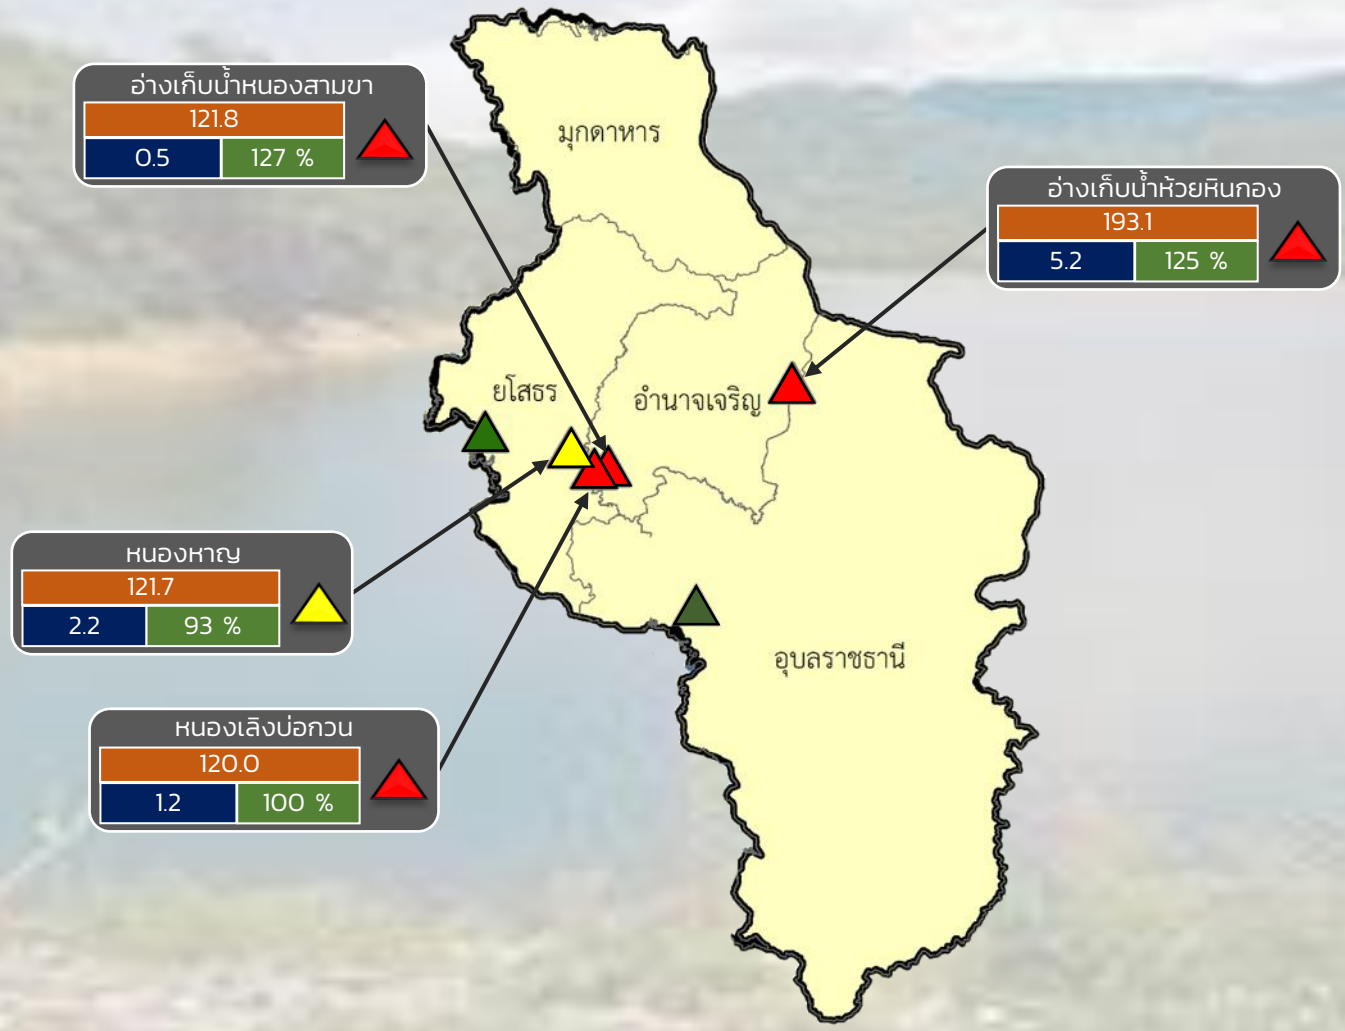 อ่างเก็บน้ำหนองสามขา
121.8
0.5 127 %
มุกดาหาร
อ่างเก็บน้ำห้วยหินกอง
193.1
5.2 125 %
ยโสธร
อำนาจเจริญ
หนองหาญ
121.7
2.2 93 %
อุบลราชธานี
หนองเลิงบ่อกวน
120.0
1.2 100 %